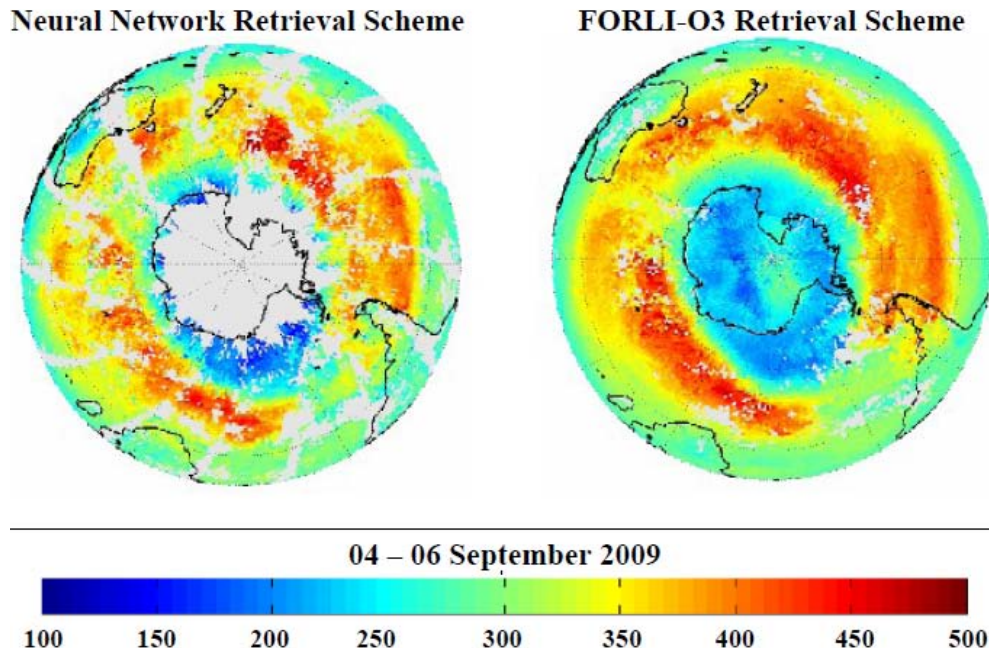 Neural Network Retrieval Scheme
FORLI-O3 Retrieval Scheme
04 – 06 September 2009
100 150 200 250 300 350 400 450 500